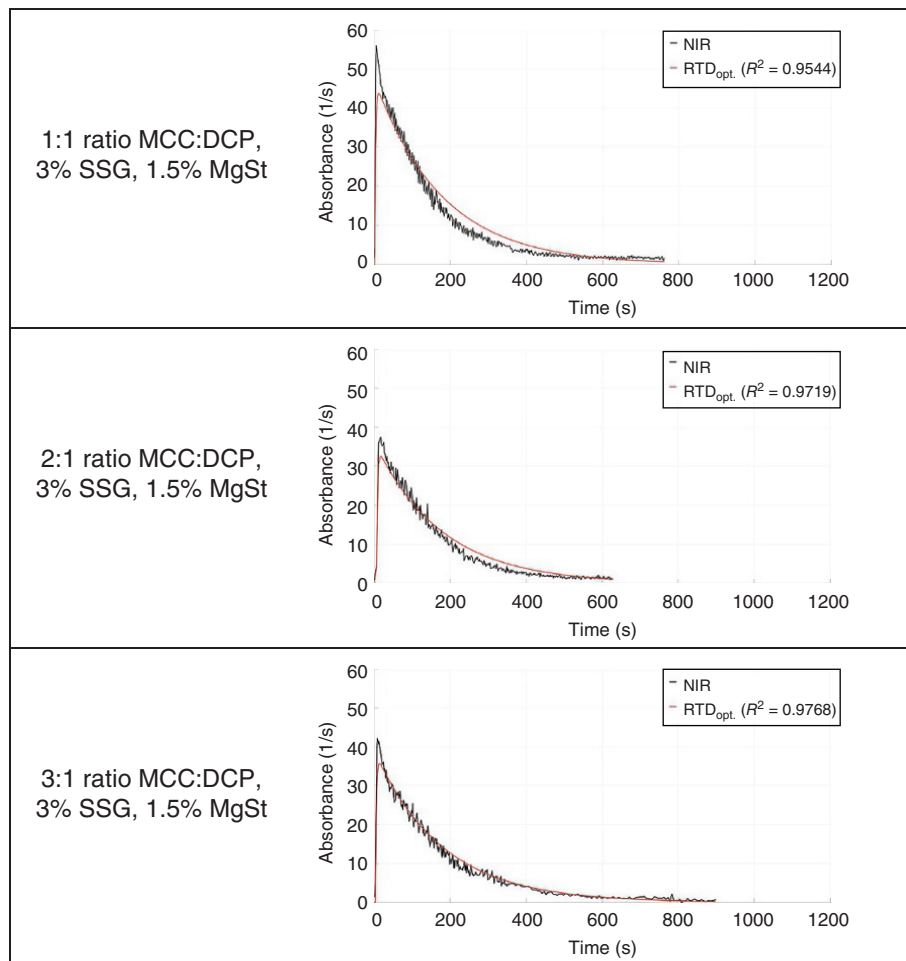 1:1 ratio MCC:DCP,
3% SSG, 1.5% MgSt
Absorbance (1/s)
60
50
40
30
20
10
0
NIR
RTDopt. (R² = 0.9544)
0 200 400 600 800 1000 1200
Time (s)
2:1 ratio MCC:DCP,
3% SSG, 1.5% MgSt
Absorbance (1/s)
60
50
40
30
20
10
0
NIR
RTDopt. (R² = 0.9719)
0 200 400 600 800 1000 1200
Time (s)
3:1 ratio MCC:DCP,
3% SSG, 1.5% MgSt
Absorbance (1/s)
60
50
40
30
20
10
0
NIR
RTDopt. (R² = 0.9768)
0 200 400 600 800 1000 1200
Time (s)